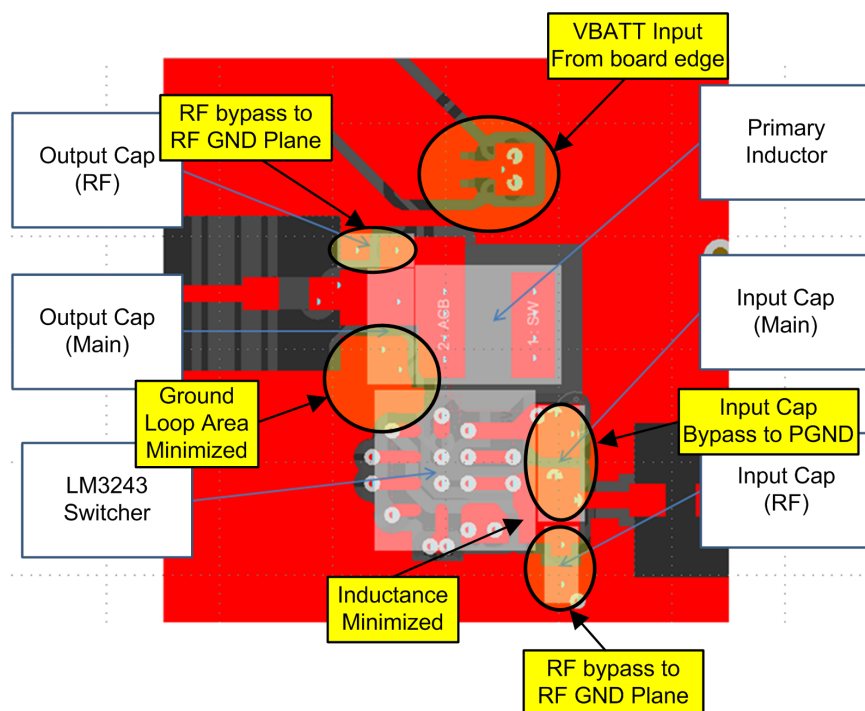 VBATT Input
From board edge
RF bypass to
RF GND Plane
Output Cap
(RF)
Primary
Inductor
Output Cap
(Main)
2 : ACB
1 : SW
Input Cap
(Main)
Ground
Loop Area
Minimized
Input Cap
Bypass to PGND
LM3243
Switcher
Input Cap
(RF)
Inductance
Minimized
RF bypass to
RF GND Plane